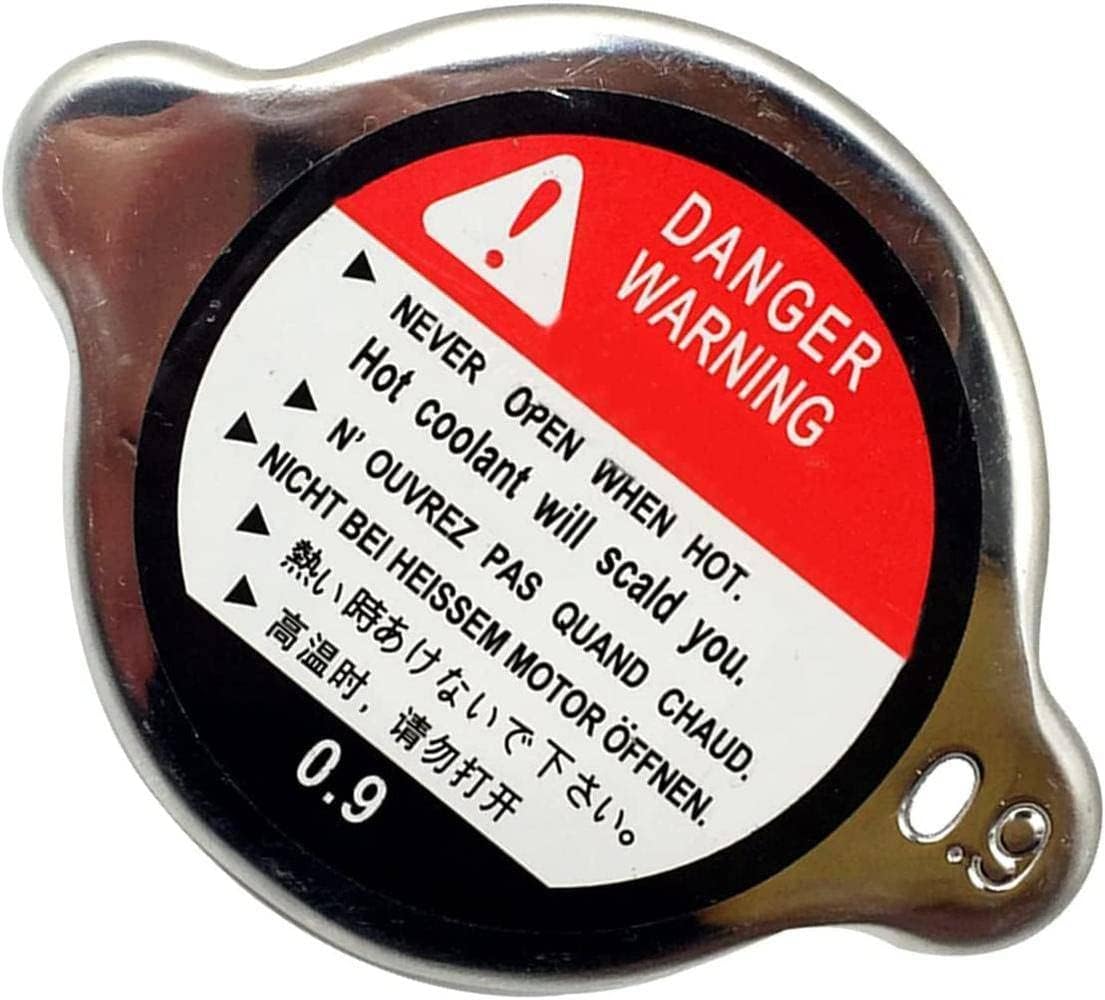 DANGER
WARNING
▶ NEVER OPEN WHEN HOT.
Hot coolant will scald you.
▶ N' OUVREZ PAS QUAND CHAUD.
▶ NICHT BEI HEISSEM MOTOR ÖFFNEN.
▶ 熱い時あけないで下さい。
▶ 高温时，请勿打开
0.9
0.9